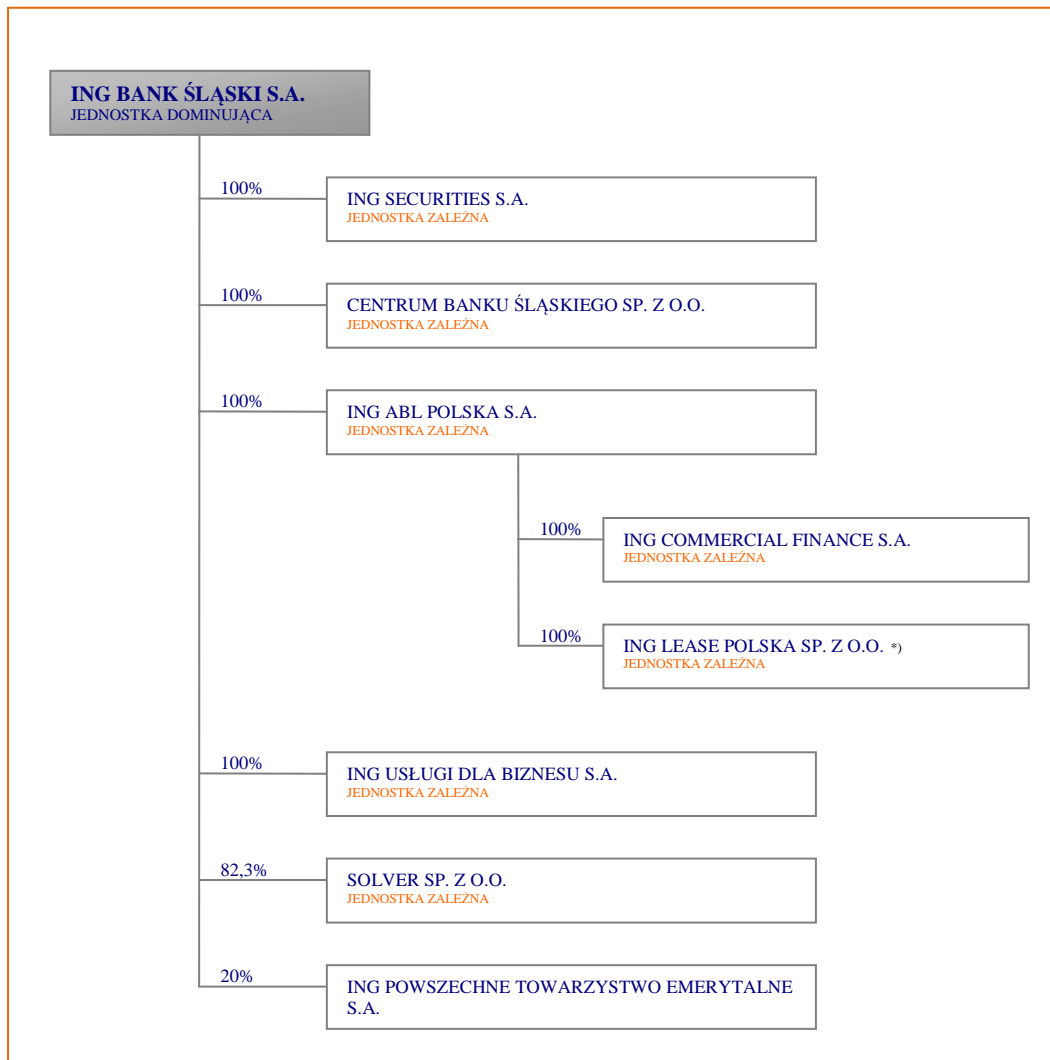 ING BANK ŚLĄSKI S.A.
JEDNOSTKA DOMINUJĄCA
100%
ING SECURITIES S.A.
JEDNOSTKA ZALEŻNA
100%
CENTRUM BANKU ŚLĄSKIEGO SP. Z O.O.
JEDNOSTKA ZALEŻNA
100%
ING ABL POLSKA S.A.
JEDNOSTKA ZALEŻNA
100%
ING COMMERCIAL FINANCE S.A.
JEDNOSTKA ZALEŻNA
100%
ING LEASE POLSKA SP. Z O.O. *)
JEDNOSTKA ZALEŻNA
100%
ING USŁUGI DLA BIZNESU S.A.
JEDNOSTKA ZALEŻNA
82,3%
SOLVER SP. Z O.O.
JEDNOSTKA ZALEŻNA
20%
ING POWSZECHNE TOWARZYSTWO EMERYTALNE
S.A.